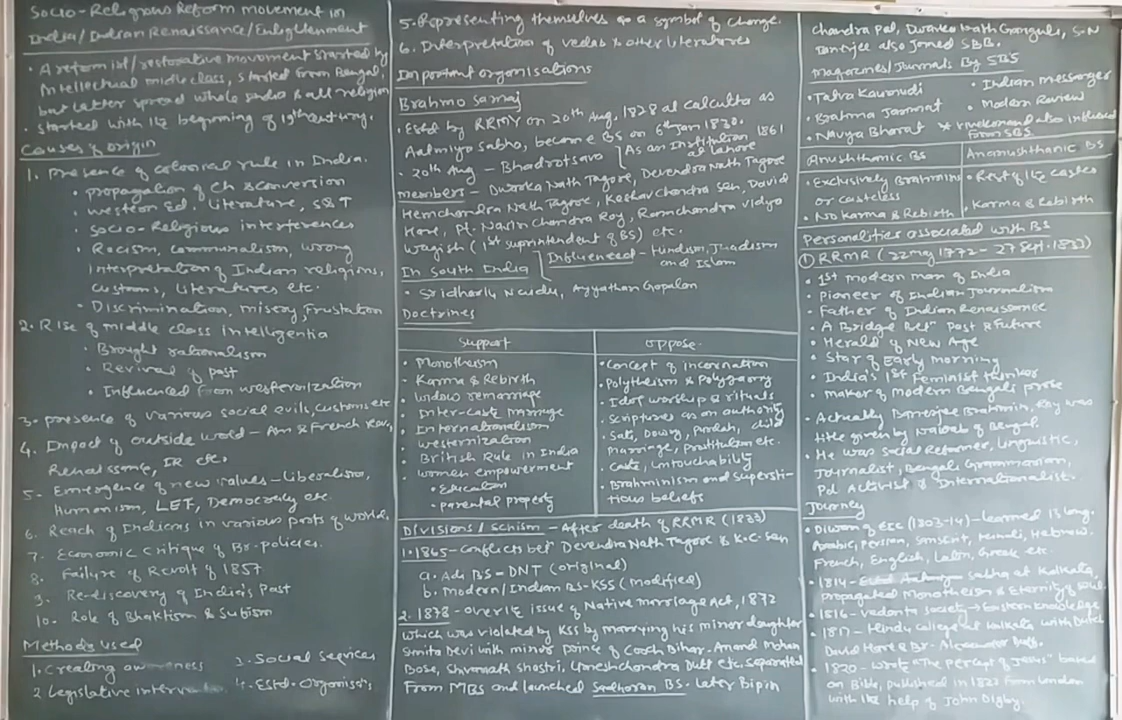 Socio-Religious Reform movement in
India/Indian Renaissance/Enlightenment
• A reformist/restorative movement started by
Intellectual middle class, started from Bengal,
but latter spread whole India & all religion
• started with the beginning of 19th century.
Causes of origin
1. Presence of colonial rule in India.
• propagation of Ch & conversion
• western Ed. Literature, S&T
• socio-Religious interferences
• Racism, communalism, wrong
interpretation of Indian religions,
customs, literatures etc.
• Discrimination, misery, frustation
2. Rise of middle class intelligentia
• Brought rationalism
• Revival of past
• Influenced from westernization
3. presence of various social evils, customs etc
4. Impact of outside world - Am & French Rev,
Renaissance, IR etc.
5. Emergence of new values - Liberalism,
Humanism, LEF, Democracy etc
6. Reach of Indians in various parts of world.
7. Economic critique of Br. policies.
8. Failure of Revolt of 1857
9. Re-discovery of India's Past
10. Role of Bhaktism & Sufism
Methods used
1. Creating awareness
3. Social Services
2. Legislative
4. Estd. Organisers
5. Representing themselves as a symbol of change.
6. Interpretation of vedas & other literatures
Important organisations
Brahmo Samaj
• Estd by RRMY on 20th Aug, 1828 at calcutta as
Aatmiya sabha, become BS on 6th Jan 1830.
• 20th Aug - Bhadrotsavo
As an Institution 1861
at Lahore
members - Dwarka Nath Tagore, Devendra Nath Tagore
Hemchandra Nath Tagore, Keshavchandra Sen, David
Hare, Pt. Navin Chandra Roy, Ramchandra Vidya
Wagish (1st suprintendent of BS) etc.
In South India
Influenced - Hinduism, Juadism
and Islam
• Sridharlu Naidu, Ayyathan Gopalan
Doctrines
Support
• Monotheism
• Karma & Rebirth
• Widow remarriage
• Inter-caste marriage
• Internationalism
• westernization
• British Rule in India
• women empowerment
• Education
• parental property
oppose.
• Concept of incarnation
• Polytheism & Polygamy
• Idol worship & rituals
• Scriptures as an authority
• Sati, Dowry, Purdah, child
marriage, Prostitution etc.
• Caste, Untouchability
• Brahminism and supersti-
tious beliefs
Divisions / schism - After death of RRMR (1833)
1. 1865 - conflicts betn Devendra Nath Tagore & K.C. Sen
a. Adi BS - DNT (original)
b. Modern/Indian BS - KSS (modified)
2. 1878 - over the issue of Native marriage Act, 1872
which was violated by KSS by marrying his minor daughter
Sunita Devi with minor prince of Cooch Bihar. Anand Mohan
Bose, Shivnath shastri, Umeshchandra Dutt etc. separated
From MBS and launched Sadharan BS. Later Bipin
chandra Pal, Dwarka Nath Ganguli, S.N
Banerjee also joined SBS.
Magazines/Journals By SBS
• Tatva Kaumudi
• Indian messanger
• Brahma Janmat
• Modern Review
• Navya Bharat
* Vivekanand also influenced
from SBS
Anushthanic BS
• Exclusively Brahmins
or casteless
• No Karma & Rebirth
Ananushthanic BS
• Rest of the castes
• Karma & Rebirth
Personalities associated with BS
① RRMR (22 may 1772 - 27 Sept. 1833)
• 1st modern man of India
• pioneer of Indian Journalism
• Father of Indian Renaissance
• A Bridge Betn Past & Future
• Herald of New Age
• Star of Early morning
• India's 1st Feminist thinker
• maker of modern Bengali prose
• Actually Banerjee Brahmin, Ray was
title given by Nawab of Bengal.
• He was Social Reformer, Linguistic,
Journalist, Bengali Grammarian,
Pol Activist & Internationalist.
Journey
• Diwan of EIC (1803-14) - learned 13 lang.
Arabic, Persian, Sanskrit, Hebrew.
French, English, Latin, Greek etc.
• 1814 - Estd Aatmiya sabha at Kolkata,
propagated Monotheism & Eternity of soul.
• 1816 - Vedanta society → Eastern knowledge
• 1817 - Hindu college at Kolkata with Dutch
David Hare & Br. Alexander Duff.
• 1820 - wrote "The percept of Jesus" based
on Bible, published in 1823 from London
with the help of John Digby.